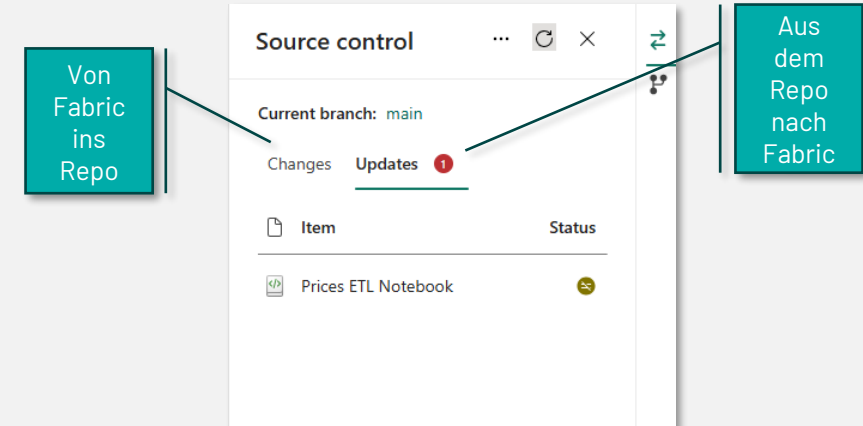 Source control
Von
Fabric
ins
Repo
Aus
dem
Repo
nach
Fabric
Current branch: main
Changes Updates 1
Item Status
Prices ETL Notebook